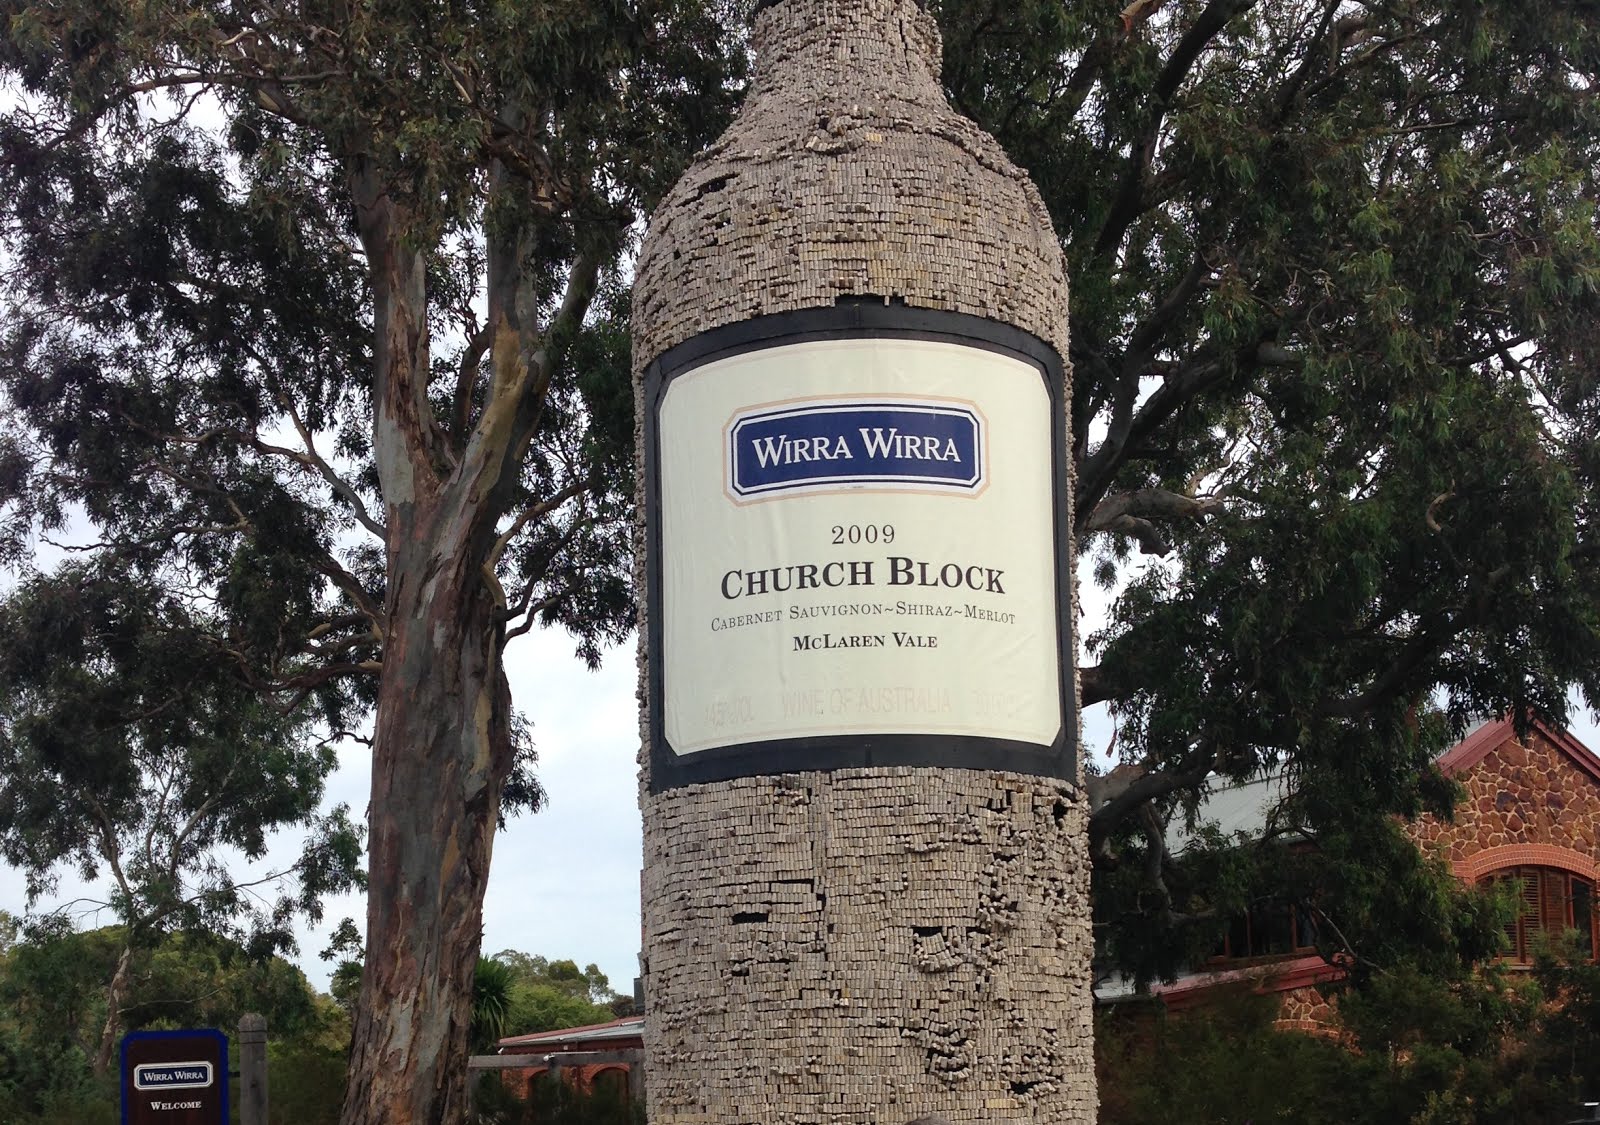 WIRRA WIRRA
2009
CHURCH BLOCK
CABERNET SAUVIGNON~SHIRAZ~MERLOT
MCLAREN VALE
WINE OF AUSTRALIA
WIRRA WIRRA
WELCOME